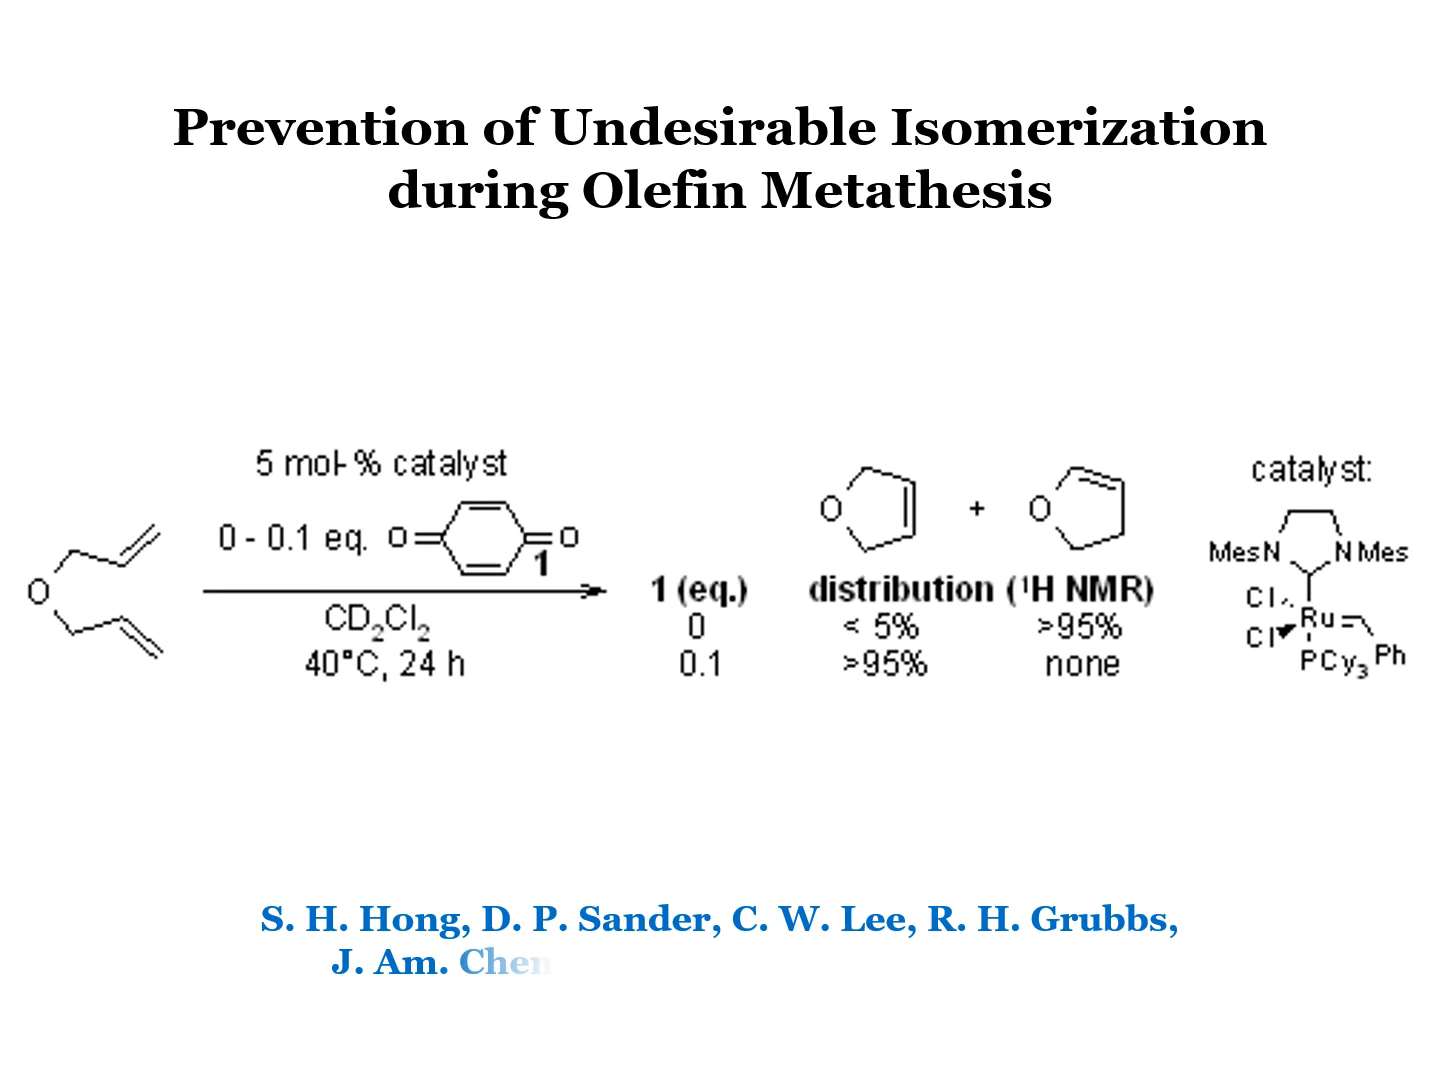 Prevention of Undesirable Isomerization
during Olefin Metathesis
5 mol-% catalyst
0 - 0.1 eq.
O
O
1
CD₂Cl₂
40°C, 24 h
O
O
+
O
1 (eq.) distribution (¹H NMR)
0 < 5% >95%
0.1 >95% none
catalyst:
MesN NMes
Cl
Cl Ru
PCy₃ Ph
S. H. Hong, D. P. Sander, C. W. Lee, R. H. Grubbs,
J. Am. Chem